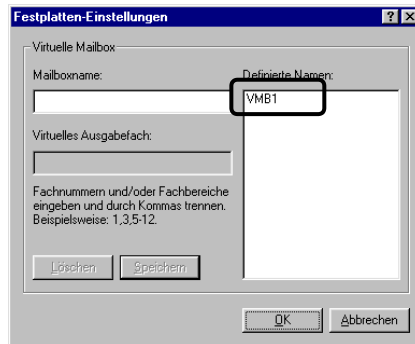 Festplatten-Einstellungen
Virtuelle Mailbox
Mailboxname:
Definierte Namen:
VMB1
Virtuelles Ausgabefach:
Fachnummern und/oder Fachbereiche
eingeben und durch Kommas trennen.
Beispielsweise: 1,3,5-12.
Löschen
Speichern
OK
Abbrechen